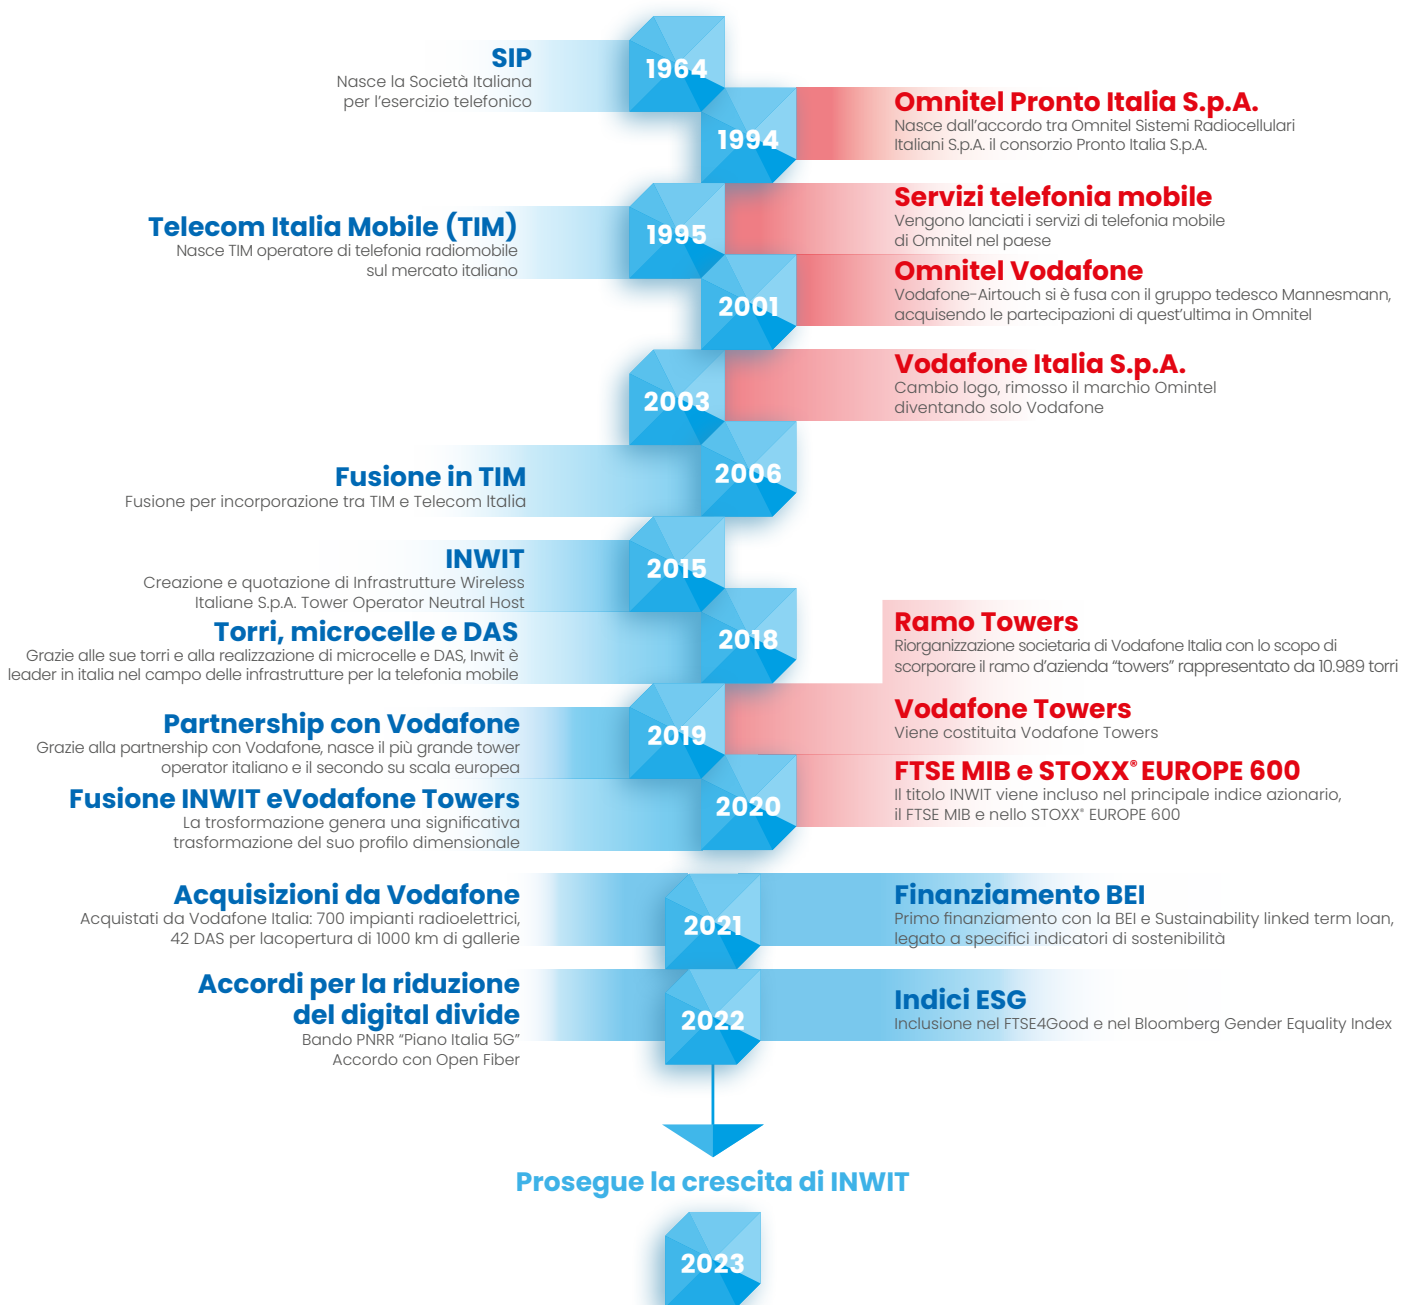 SIP
Nasce la Società Italiana
per l'esercizio telefonico
1964
1994
Omnitel Pronto Italia S.p.A.
Nasce dall'accordo tra Omnitel Sistemi Radiocellulari
Italiani S.p.A. il consorzio Pronto Italia S.p.A.
Telecom Italia Mobile (TIM)
Nasce TIM operatore di telefonia radiomobile
sul mercato italiano
1995
Servizi telefonia mobile
Vengono lanciati i servizi di telefonia mobile
di Omnitel nel paese
2001
Omnitel Vodafone
Vodafone-Airtouch si è fusa con il gruppo tedesco Mannesmann,
acquisendo le partecipazioni di quest'ultima in Omnitel
2003
Vodafone Italia S.p.A.
Cambio logo, rimosso il marchio Omintel
diventando solo Vodafone
Fusione in TIM
Fusione per incorporazione tra TIM e Telecom Italia
2006
INWIT
Creazione e quotazione di Infrastrutture Wireless
Italiane S.p.A. Tower Operator Neutral Host
2015
Torri, microcelle e DAS
Grazie alle sue torri e alla realizzazione di microcelle e DAS, Inwit è
leader in italia nel campo delle infrastrutture per la telefonia mobile
2018
Ramo Towers
Riorganizzazione societaria di Vodafone Italia con lo scopo di
scorporare il ramo d'azienda “towers” rappresentato da 10.989 torri
Partnership con Vodafone
Grazie alla partnership con Vodafone, nasce il più grande tower
operator italiano e il secondo su scala europea
2019
Vodafone Towers
Viene costituita Vodafone Towers
Fusione INWIT eVodafone Towers
La trosformazione genera una significativa
trasformazione del suo profilo dimensionale
2020
FTSE MIB e STOXX® EUROPE 600
Il titolo INWIT viene incluso nel principale indice azionario,
il FTSE MIB e nello STOXX® EUROPE 600
Acquisizioni da Vodafone
Acquistati da Vodafone Italia: 700 impianti radioelettrici,
42 DAS per lacopertura di 1000 km di gallerie
2021
Finanziamento BEI
Primo finanziamento con la BEI e Sustainability linked term loan,
legato a specifici indicatori di sostenibilità
Accordi per la riduzione
del digital divide
Bando PNRR “Piano Italia 5G”
Accordo con Open Fiber
2022
Indici ESG
Inclusione nel FTSE4Good e nel Bloomberg Gender Equality Index
Prosegue la crescita di INWIT
2023